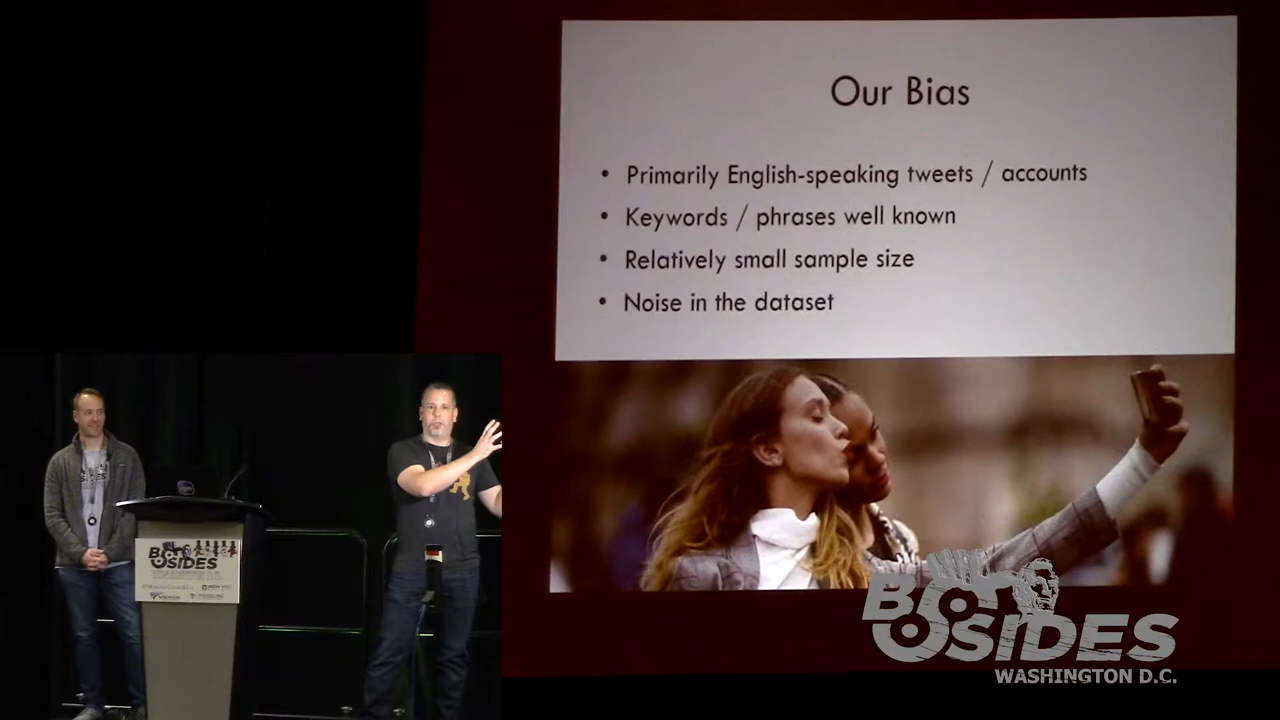 Our Bias
• Primarily English-speaking tweets / accounts
• Keywords / phrases well known
• Relatively small sample size
• Noise in the dataset
BSIDES
BSIDES
WASHINGTON D.C.